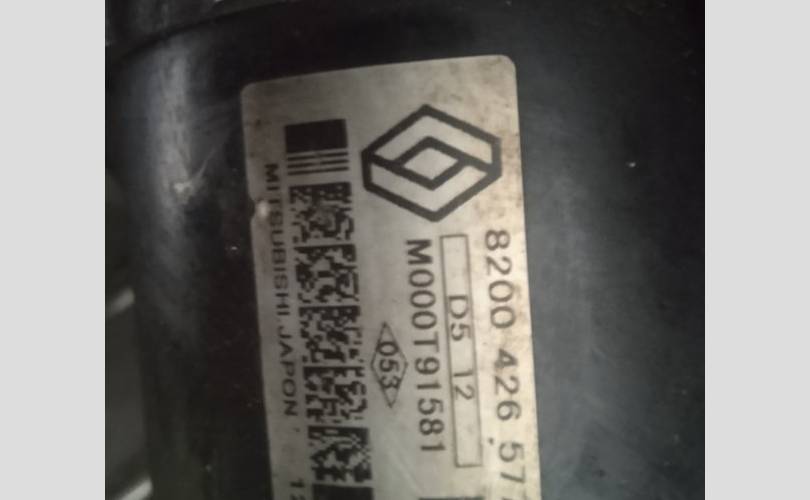 8200 426 57
D5 12
M000T91581
053
MITSUBISHI.JAPON